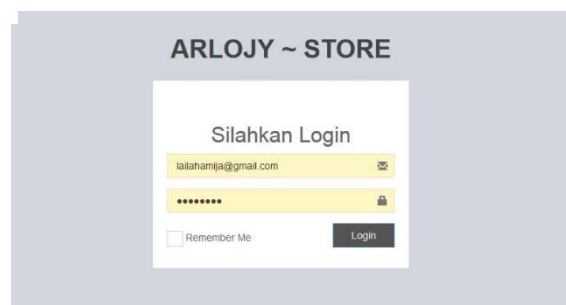 ARLOJY ~ STORE
Silahkan Login
lailahamija@gmail.com
••••••••
Remember Me
Login